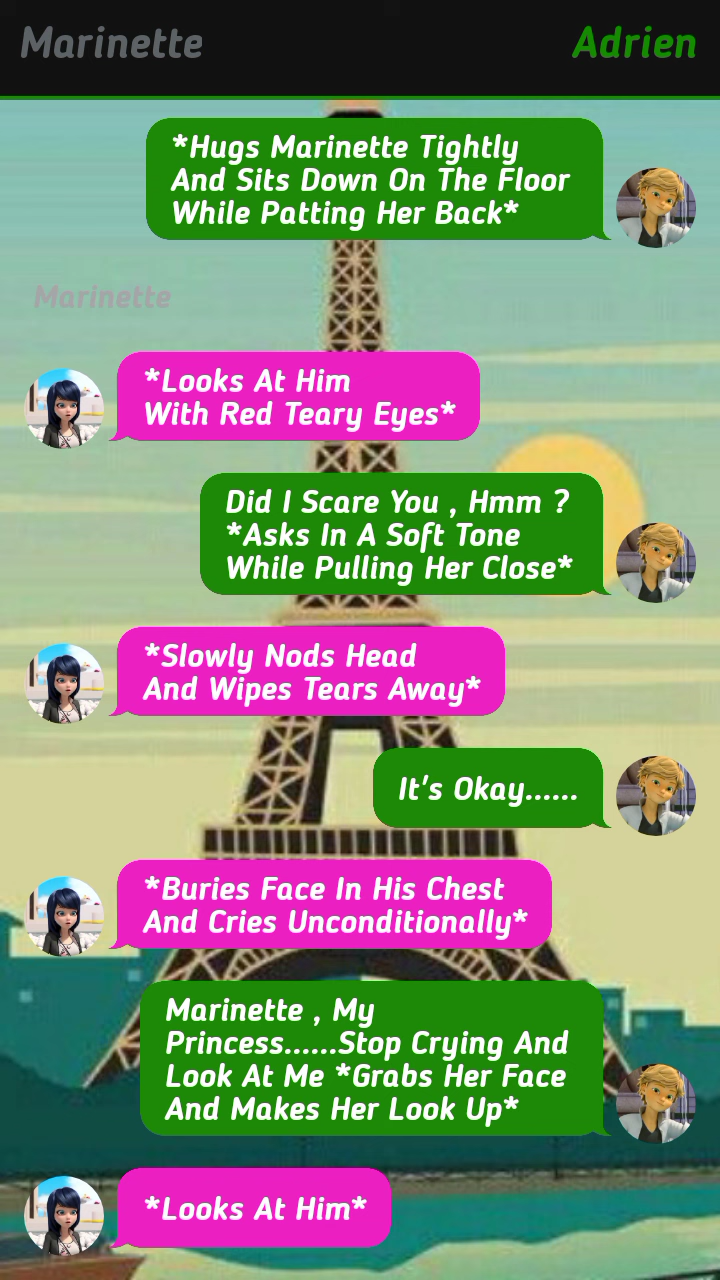 Marinette Adrien
*Hugs Marinette Tightly
And Sits Down On The Floor
While Patting Her Back*
Marinette
*Looks At Him
With Red Teary Eyes*
Did I Scare You , Hmm ?
*Asks In A Soft Tone
While Pulling Her Close*
*Slowly Nods Head
And Wipes Tears Away*
It's Okay......
*Buries Face In His Chest
And Cries Unconditionally*
Marinette , My
Princess......Stop Crying And
Look At Me *Grabs Her Face
And Makes Her Look Up*
*Looks At Him*